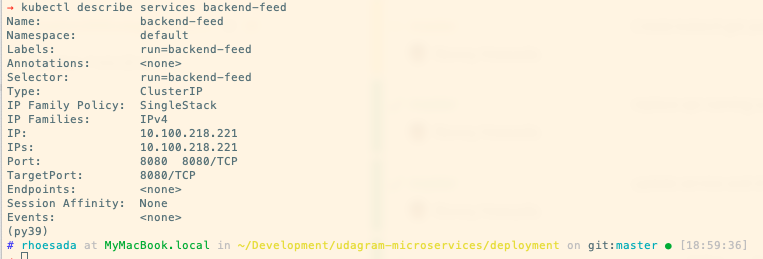 → kubectl describe services backend-feed
Name:              backend-feed
Namespace:         default
Labels:            run=backend-feed
Annotations:       <none>
Selector:          run=backend-feed
Type:              ClusterIP
IP Family Policy:  SingleStack
IP Families:       IPv4
IP:                10.100.218.221
IPs:               10.100.218.221
Port:              8080  8080/TCP
TargetPort:        8080/TCP
Endpoints:         <none>
Session Affinity:  None
Events:            <none>
(py39)
# rhoesada at MyMacBook.local in ~/Development/udagram-microservices/deployment on git:master ● [18:59:36]